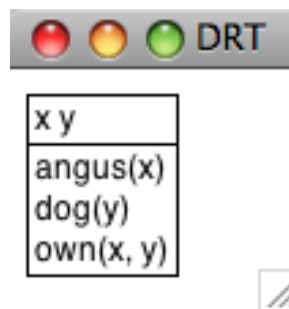 DRT
x y
angus(x)
dog(y)
own(x, y)